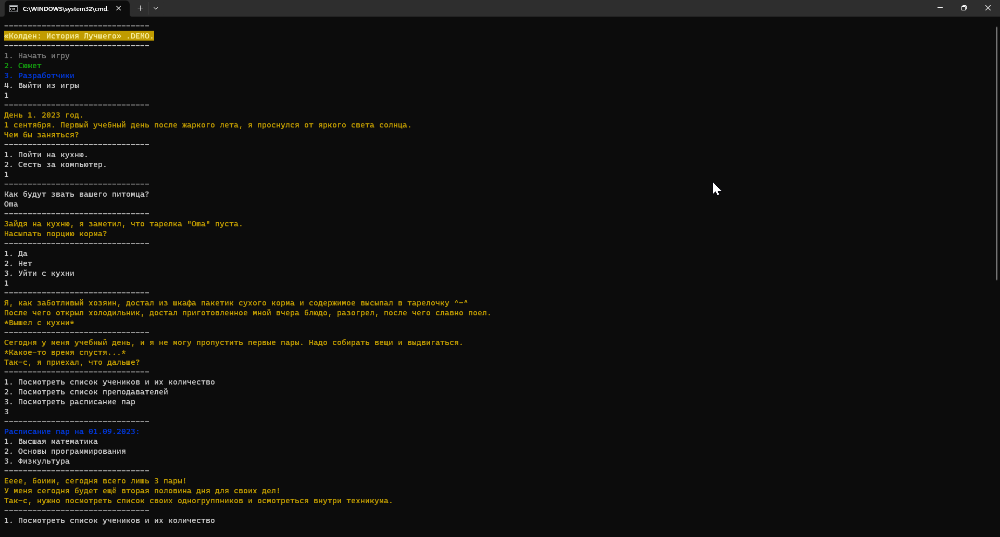 C:\WINDOWS\system32\cmd.
-------------------------------
«Колден: История Лучшего» .DEMO.
-------------------------------
1. Начать игру
2. Сюжет
3. Разработчики
4. Выйти из игры
1
-------------------------------
День 1. 2023 год.
1 сентября. Первый учебный день после жаркого лета, я проснулся от яркого света солнца.
Чем бы заняться?
-------------------------------
1. Пойти на кухню.
2. Сесть за компьютер.
1
-------------------------------
Как будут звать вашего питомца?
Oma
-------------------------------
Зайдя на кухню, я заметил, что тарелка "Oma" пуста.
Насыпать порцию корма?
-------------------------------
1. Да
2. Нет
3. Уйти с кухни
1
-------------------------------
Я, как заботливый хозяин, достал из шкафа пакетик сухого корма и содержимое высыпал в тарелочку ^-^
После чего открыл холодильник, достал приготовленное мной вчера блюдо, разогрел, после чего славно поел.
*Вышел с кухни*
-------------------------------
Сегодня у меня учебный день, и я не могу пропустить первые пары. Надо собирать вещи и выдвигаться.
*Какое-то время спустя...*
Так-с, я приехал, что дальше?
-------------------------------
1. Посмотреть список учеников и их количество
2. Посмотреть список преподавателей
3. Посмотреть расписание пар
3
-------------------------------
Расписание пар на 01.09.2023:
1. Высшая математика
2. Основы программирования
3. Физкультура
-------------------------------
Ееее, боиии, сегодня всего лишь 3 пары!
У меня сегодня будет ещё вторая половина дня для своих дел!
Так-с, нужно посмотреть список своих одногруппников и осмотреться внутри техникума.
-------------------------------
1. Посмотреть список учеников и их количество